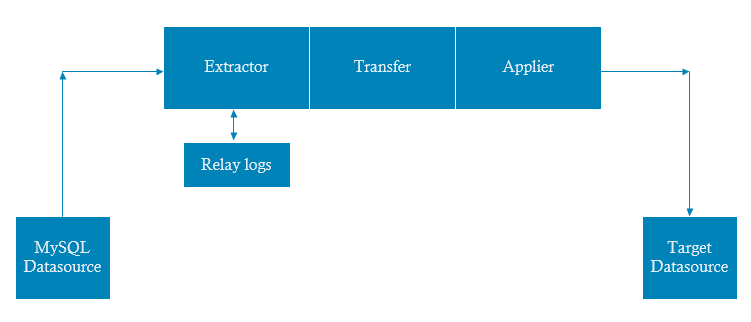 Extractor
Transfer
Applier
Relay logs
MySQL
Datasource
Target
Datasource